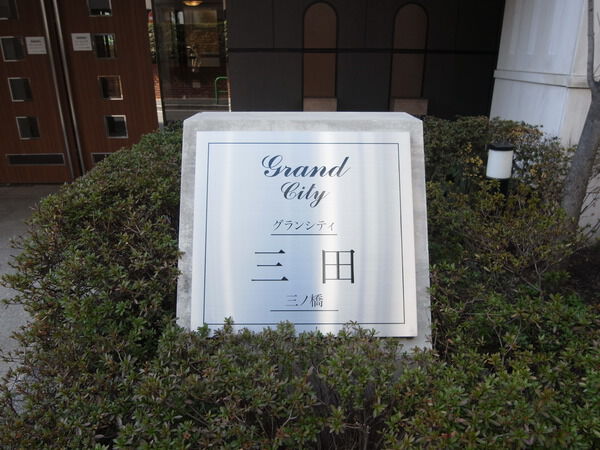 Grand
City
グランシティ
三田
三ノ橋